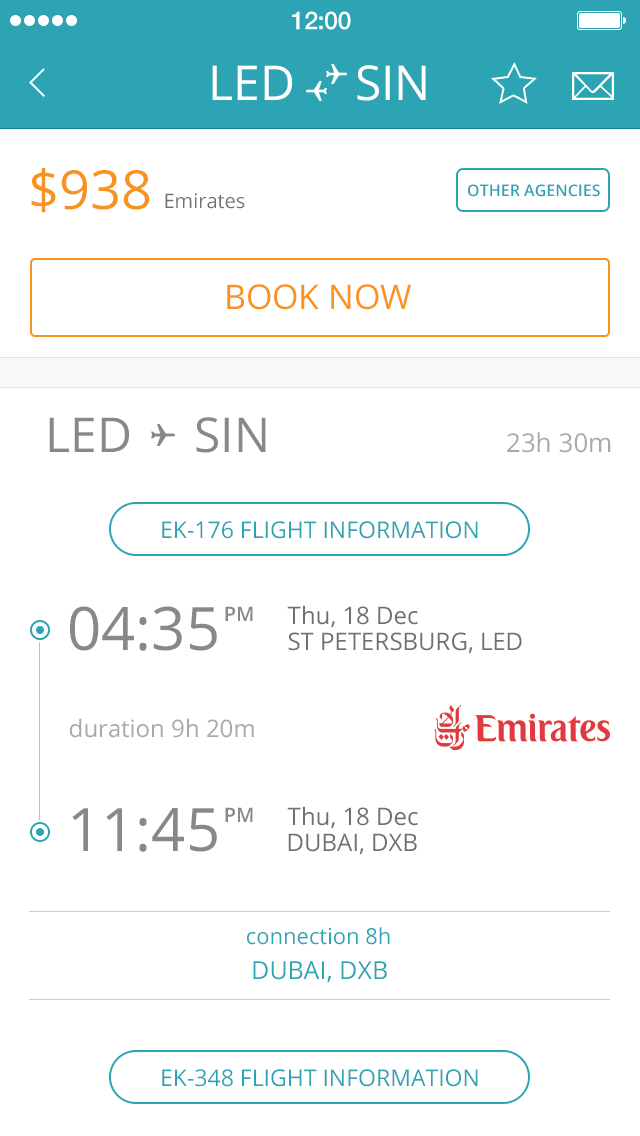 12:00
LED SIN
$938 Emirates
OTHER AGENCIES
BOOK NOW
LED SIN
23h 30m
EK-176 FLIGHT INFORMATION
04:35 PM
Thu, 18 Dec
ST PETERSBURG, LED
duration 9h 20m
Emirates
11:45 PM
Thu, 18 Dec
DUBAI, DXB
connection 8h
DUBAI, DXB
EK-348 FLIGHT INFORMATION